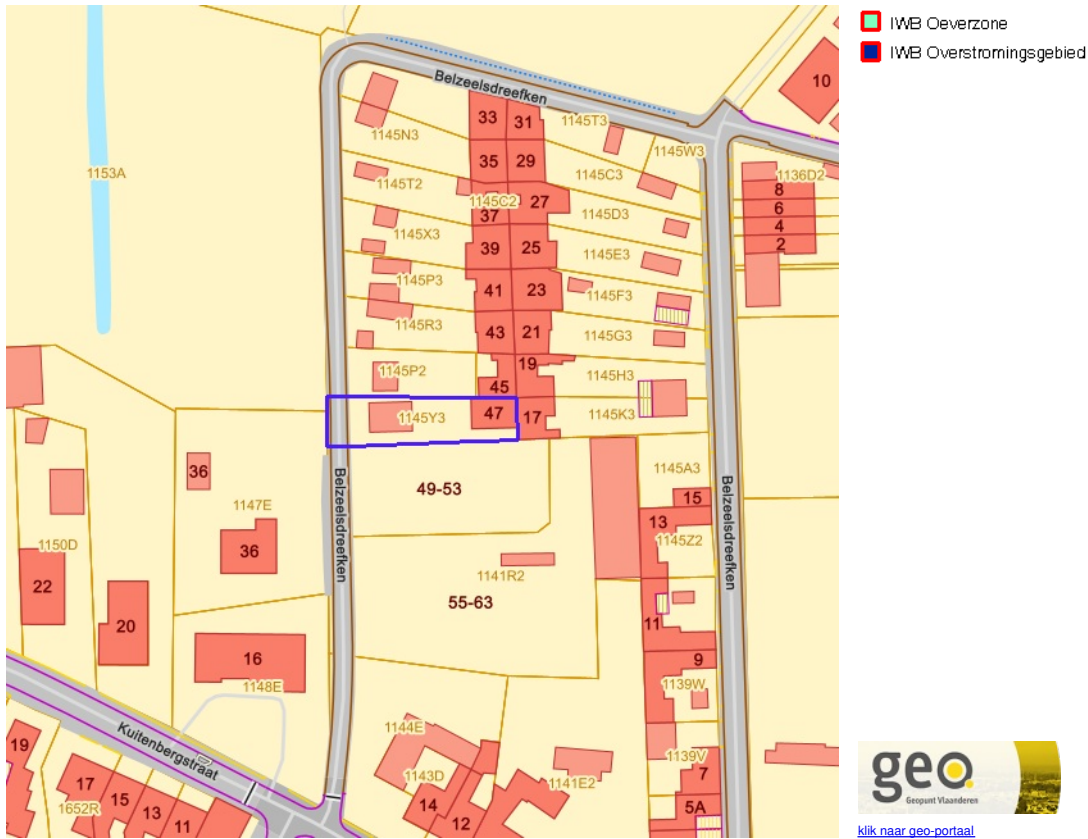 IWB Oeverzone
IWB Overstromingsgebied
Belzeelsdreefken
10
33
31
1145T3
1145N3
1145W3
35
29
1145C3
1136D2
8
1153A
1145T2
1145C2
27
6
37
1145D3
4
1145X3
2
39
25
1145E3
1145P3
41
23
1145F3
1145R3
43
21
1145G3
19
1145P2
1145H3
45
1145Y3
47
17
1145K3
36
49-53
1145A3
Belzeelsdreefken
Belzeelsdreefken
15
1147E
13
1145Z2
36
1150D
1141R2
22
55-63
20
11
16
9
1148E
1139W
Kuitenbergstraat
1144E
19
1139V
17
1143D
1141E2
7
15
1652R
13
14
5A
11
12
geo
Geopunt Vlaanderen
klik naar geo-portaal